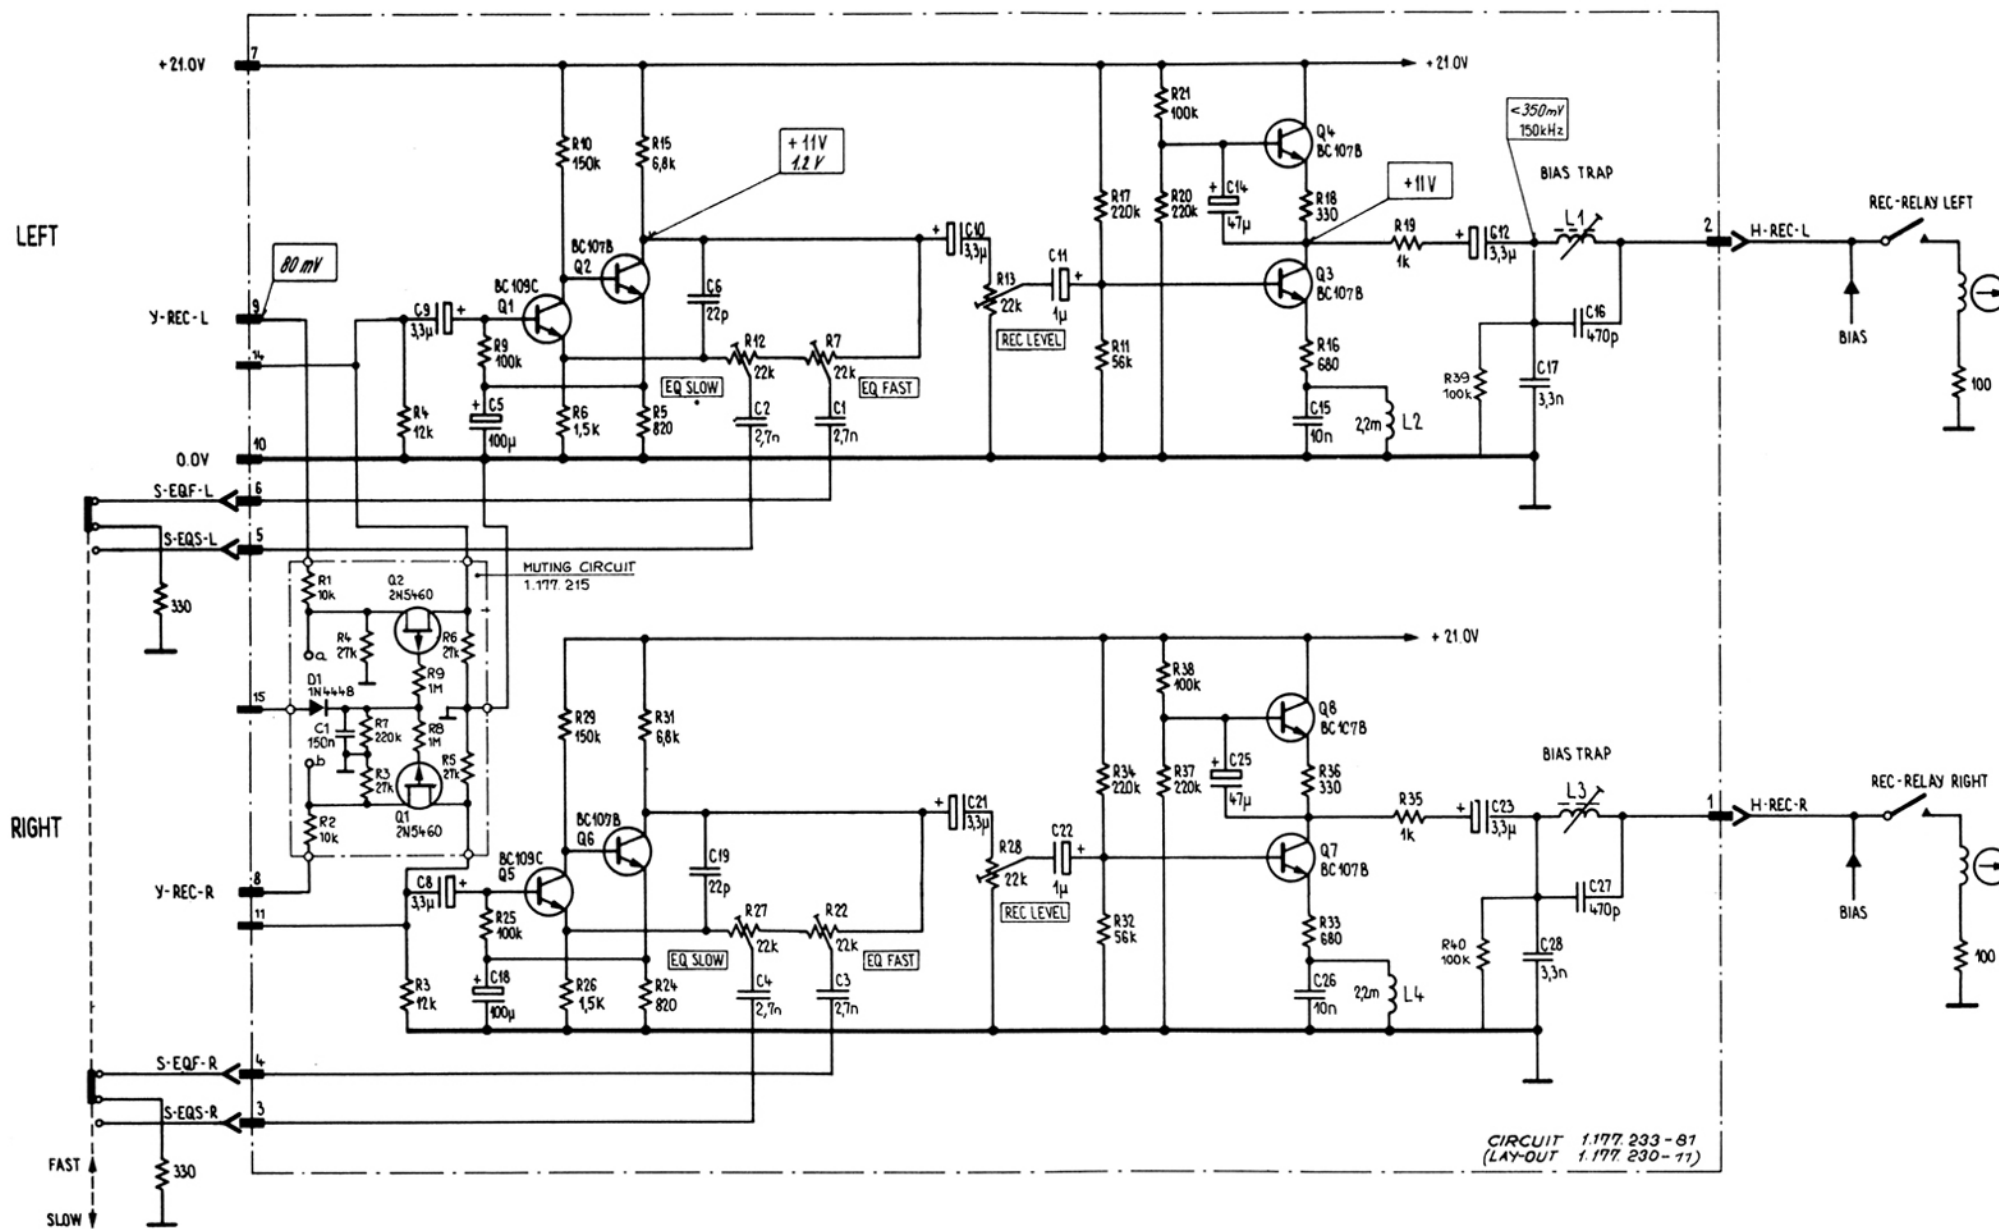 7
+21.0V
+21.0V
R10
150k
R15
6,8k
+11V
1.2V
R21
100k
Q4
BC107B
<350mV
150kHz
BIAS TRAP
L1
R17
220k
R20
220k
C14
47µ
R18
330
+11V
REC-RELAY LEFT
LEFT
80 mV
BC107B
Q2
BC109C
Q1
C10
3,3µ
R13
22k
REC LEVEL
C11
1µ
Q3
BC107B
R19
1k
C12
3,3µ
2
H-REC-L
9
Y-REC-L
C9
3,3µ
R9
100k
C6
22p
R12
22k
R7
22k
EQ SLOW
EQ FAST
C16
470p
BIAS
14
R4
12k
C5
100µ
R6
1,5K
R5
820
C2
2,7n
C1
2,7n
R11
56k
R16
680
C15
10n
2,2m
L2
R39
100k
C17
3,3n
100
10
0.0V
S-EQF-L
6
S-EQS-L
5
330
MUTING CIRCUIT
1.177.215
R1
10k
Q2
2N5460
R4
27k
R6
27k
a
R9
1M
D1
1N4448
15
C1
150n
R7
220k
R8
1M
b
R3
27k
R5
27k
R2
10k
Q1
2N5460
+21.0V
R29
150k
R31
6,8k
R38
100k
Q8
BC107B
BIAS TRAP
L3
R34
220k
R37
220k
C25
47µ
R36
330
REC-RELAY RIGHT
RIGHT
BC107B
Q6
BC109C
Q5
C21
3,3µ
R28
22k
REC LEVEL
C22
1µ
Q7
BC107B
R35
1k
C23
3,3µ
1
H-REC-R
8
Y-REC-R
C8
3,3µ
R25
100k
C19
22p
R27
22k
R22
22k
EQ SLOW
EQ FAST
C27
470p
BIAS
11
R3
12k
C18
100µ
R26
1,5K
R24
820
C4
2,7n
C3
2,7n
R32
56k
R33
680
C26
10n
2,2m
L4
R40
100k
C28
3,3n
100
S-EQF-R
4
S-EQS-R
3
FAST
330
SLOW
CIRCUIT 1.177.233-81
(LAY-OUT 1.177.230-11)